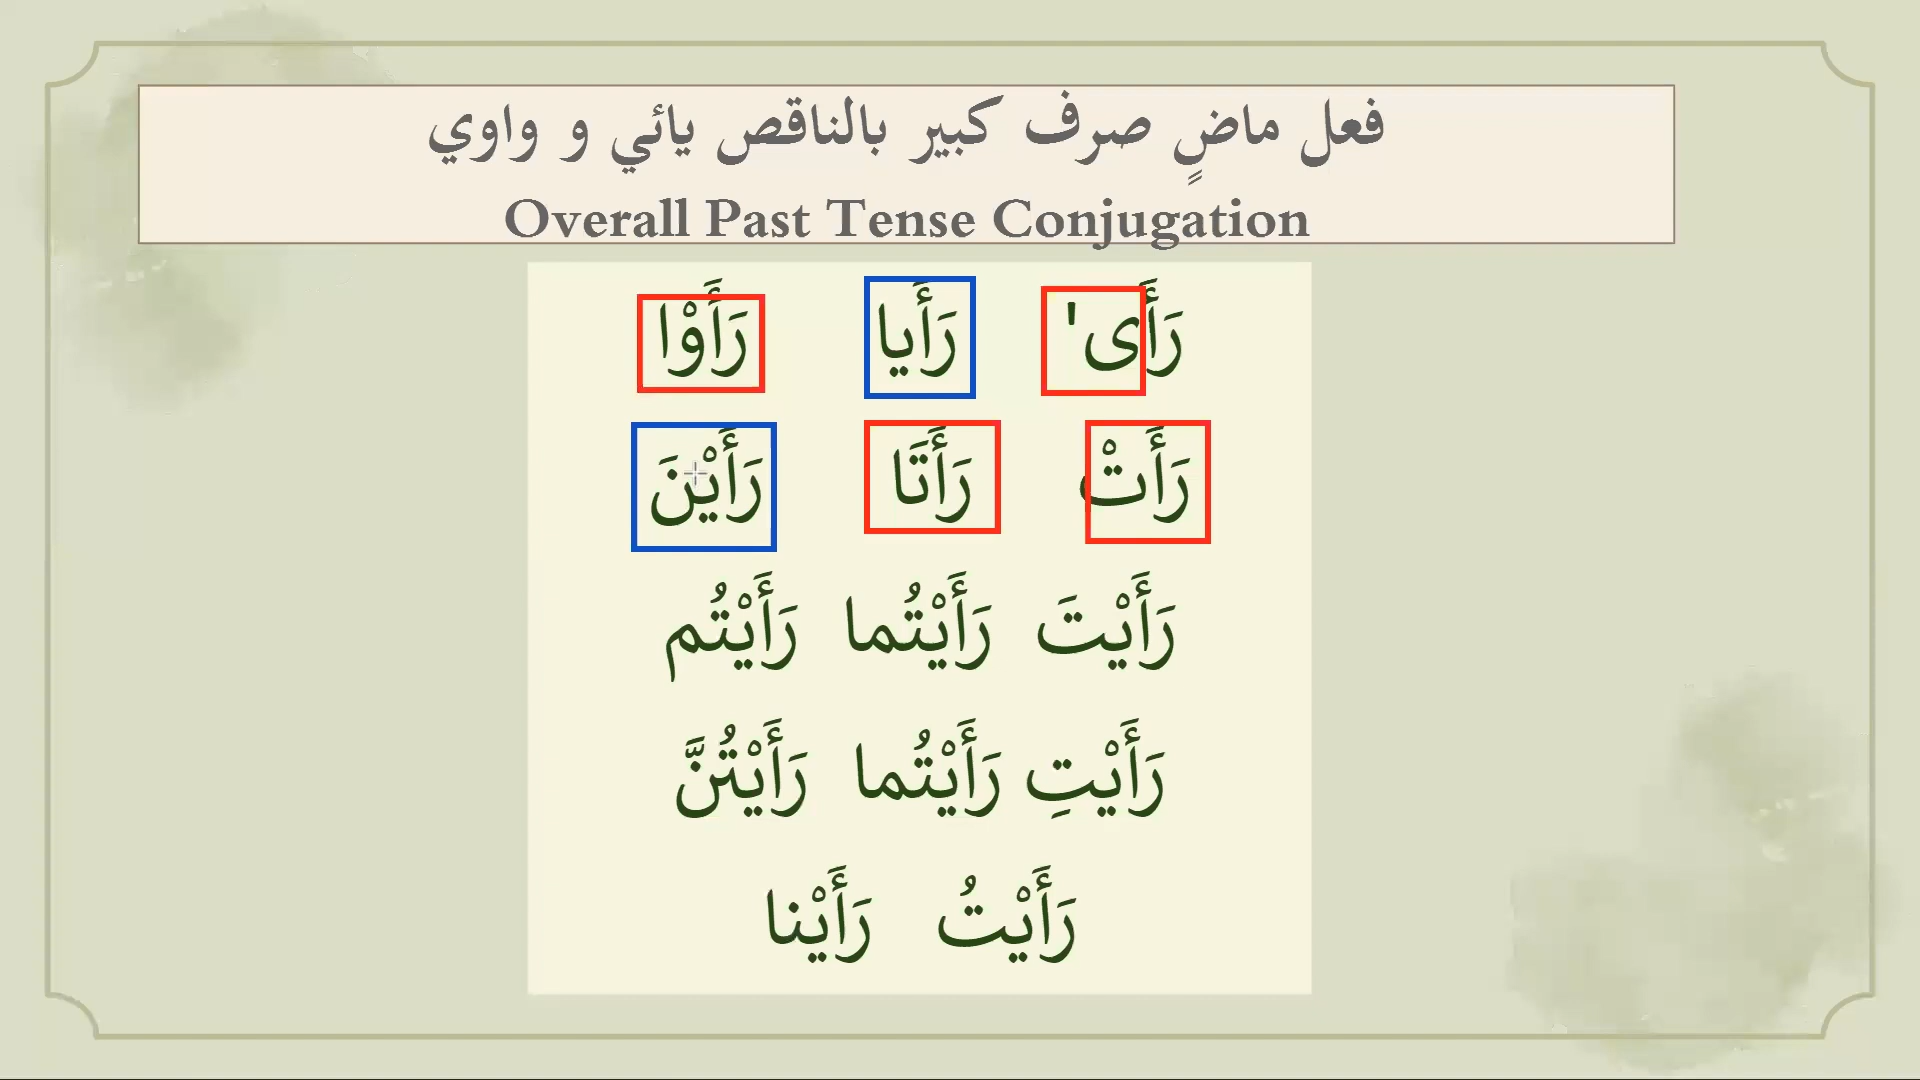 فعل ماضٍ صرف كبير بالناقص يائي و واوي
Overall Past Tense Conjugation
رَأَى' رَأَيا رَأَوْا
رَأَتْ رَأَتَا رَأَيْنَ
رَأَيْتَ رَأَيْتُما رَأَيْتُم
رَأَيْتِ رَأَيْتُما رَأَيْتُنَّ
رَأَيْتُ رَأَيْنا